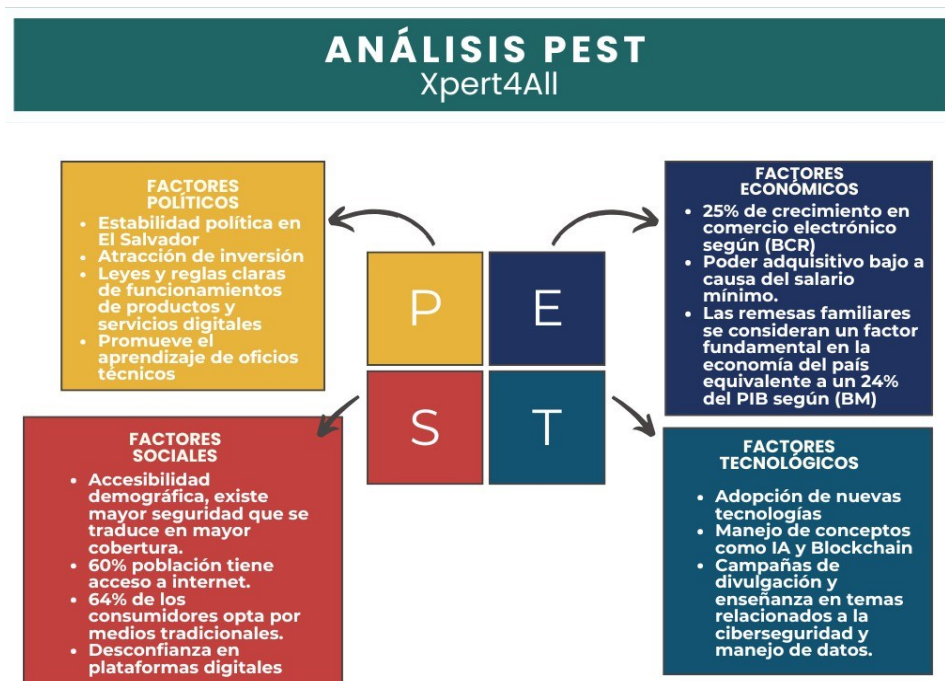 ANÁLISIS PEST
Xpert4All
FACTORES
POLÍTICOS
• Estabilidad política en
El Salvador
• Atracción de inversión
• Leyes y reglas claras
de funcionamientos
de productos y
servicios digitales
• Promueve el
aprendizaje de oficios
técnicos
FACTORES
ECONÓMICOS
• 25% de crecimiento en
comercio electrónico
según (BCR)
• Poder adquisitivo bajo a
causa del salario
mínimo.
• Las remesas familiares
se consideran un factor
fundamental en la
economía del país
equivalente a un 24%
del PIB según (BM)
P
E
S
T
FACTORES
SOCIALES
• Accesibilidad
demográfica, existe
mayor seguridad que se
traduce en mayor
cobertura.
• 60% población tiene
acceso a internet.
• 64% de los
consumidores opta por
medios tradicionales.
• Desconfianza en
plataformas digitales
FACTORES
TECNOLÓGICOS
• Adopción de nuevas
tecnologías
• Manejo de conceptos
como IA y Blockchain
• Campañas de
divulgación y
enseñanza en temas
relacionados a la
ciberseguridad y
manejo de datos.